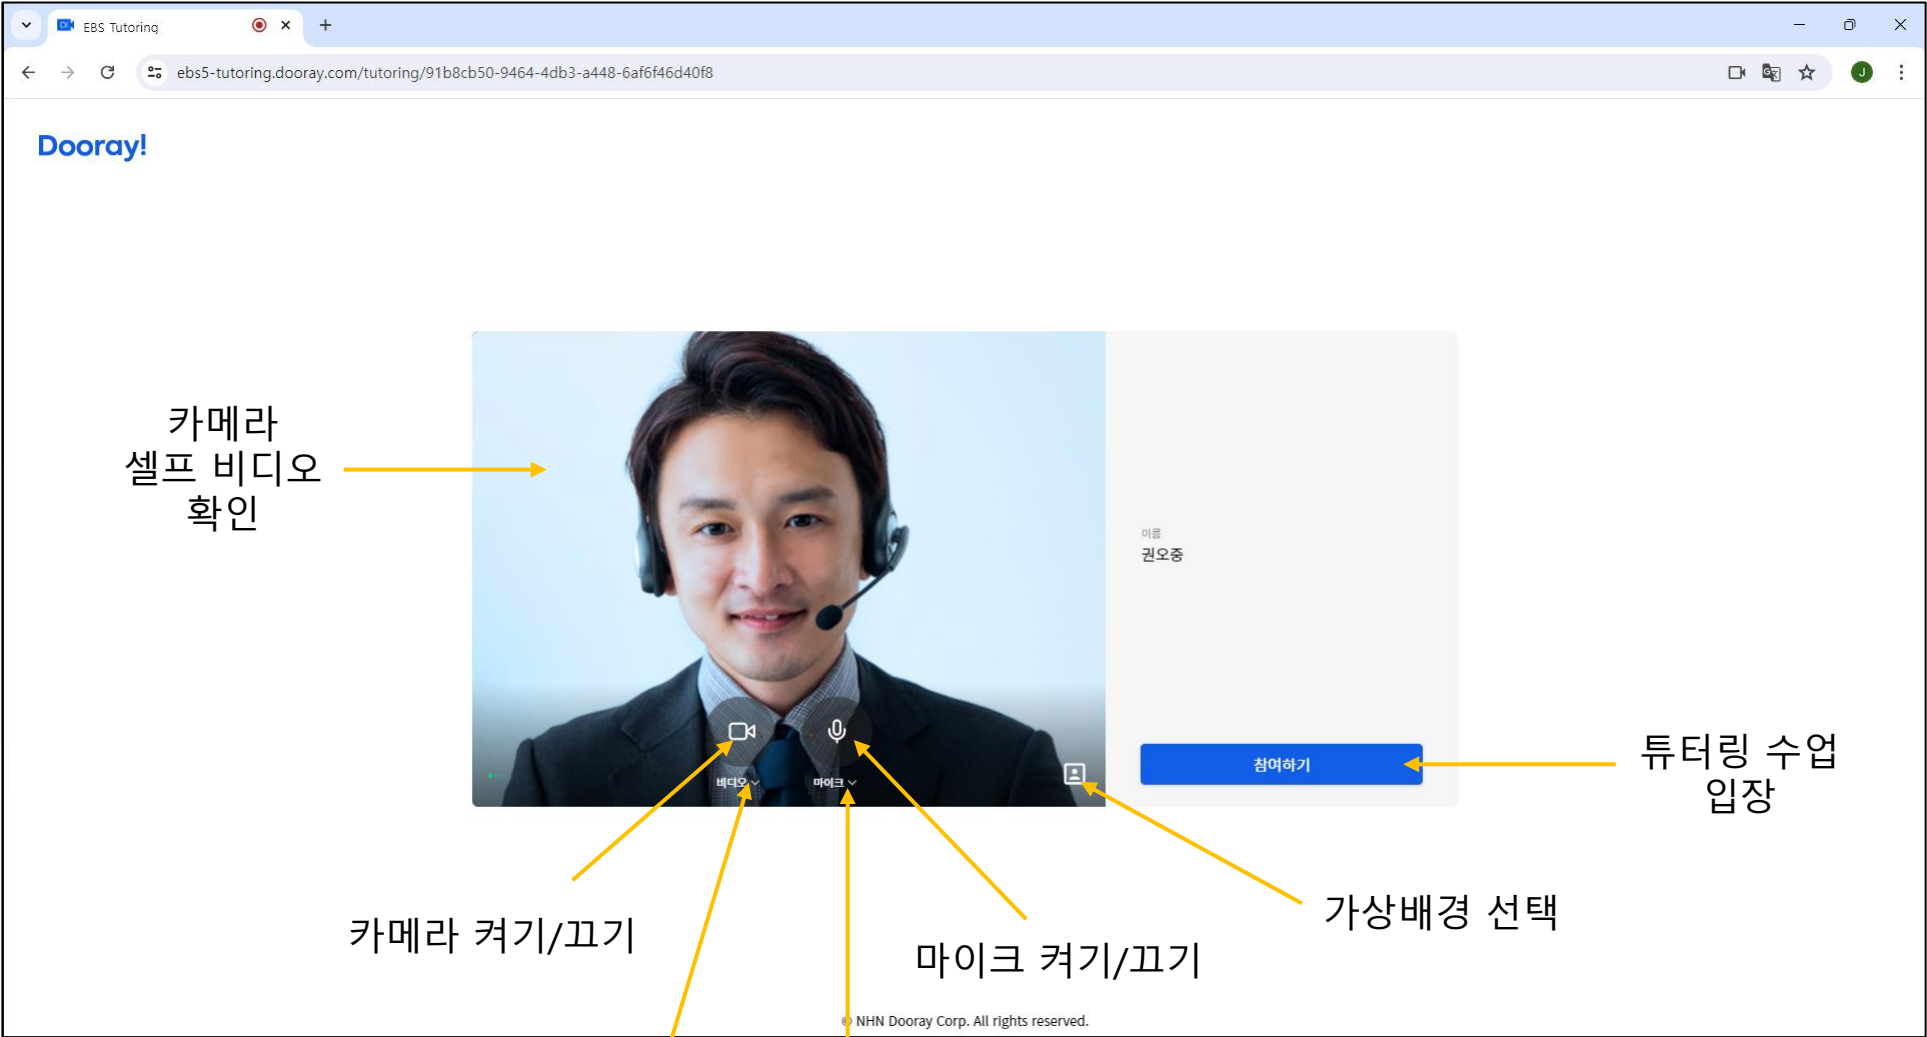 EBS Tutoring
ebs5-tutoring.dooray.com/tutoring/91b8cb50-9464-4db3-a448-6af6f46d40f8
J
Dooray!
카메라
셀프 비디오
확인
이름
권오중
비디오
마이크
참여하기
튜터링 수업
입장
카메라 켜기/끄기
마이크 켜기/끄기
가상배경 선택
© NHN Dooray Corp. All rights reserved.